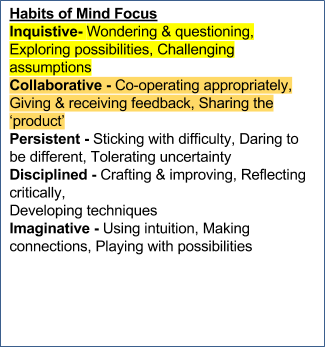 Habits of Mind Focus
Inquistive- Wondering & questioning,
Exploring possibilities, Challenging
assumptions
Collaborative - Co-operating appropriately,
Giving & receiving feedback, Sharing the
‘product’
Persistent - Sticking with difficulty, Daring to
be different, Tolerating uncertainty
Disciplined - Crafting & improving, Reflecting
critically,
Developing techniques
Imaginative - Using intuition, Making
connections, Playing with possibilities